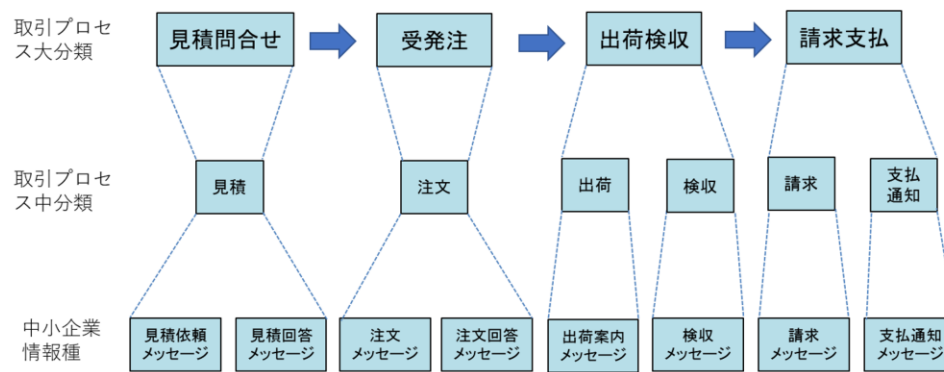 取引プロセ
ス大分類
見積問合せ
受発注
出荷検収
請求支払
取引プロセ
ス中分類
見積
注文
出荷
検収
請求
支払
通知
中小企業
情報種
見積依頼
メッセージ
見積回答
メッセージ
注文
メッセージ
注文回答
メッセージ
出荷案内
メッセージ
検収
メッセージ
請求
メッセージ
支払通知
メッセージ